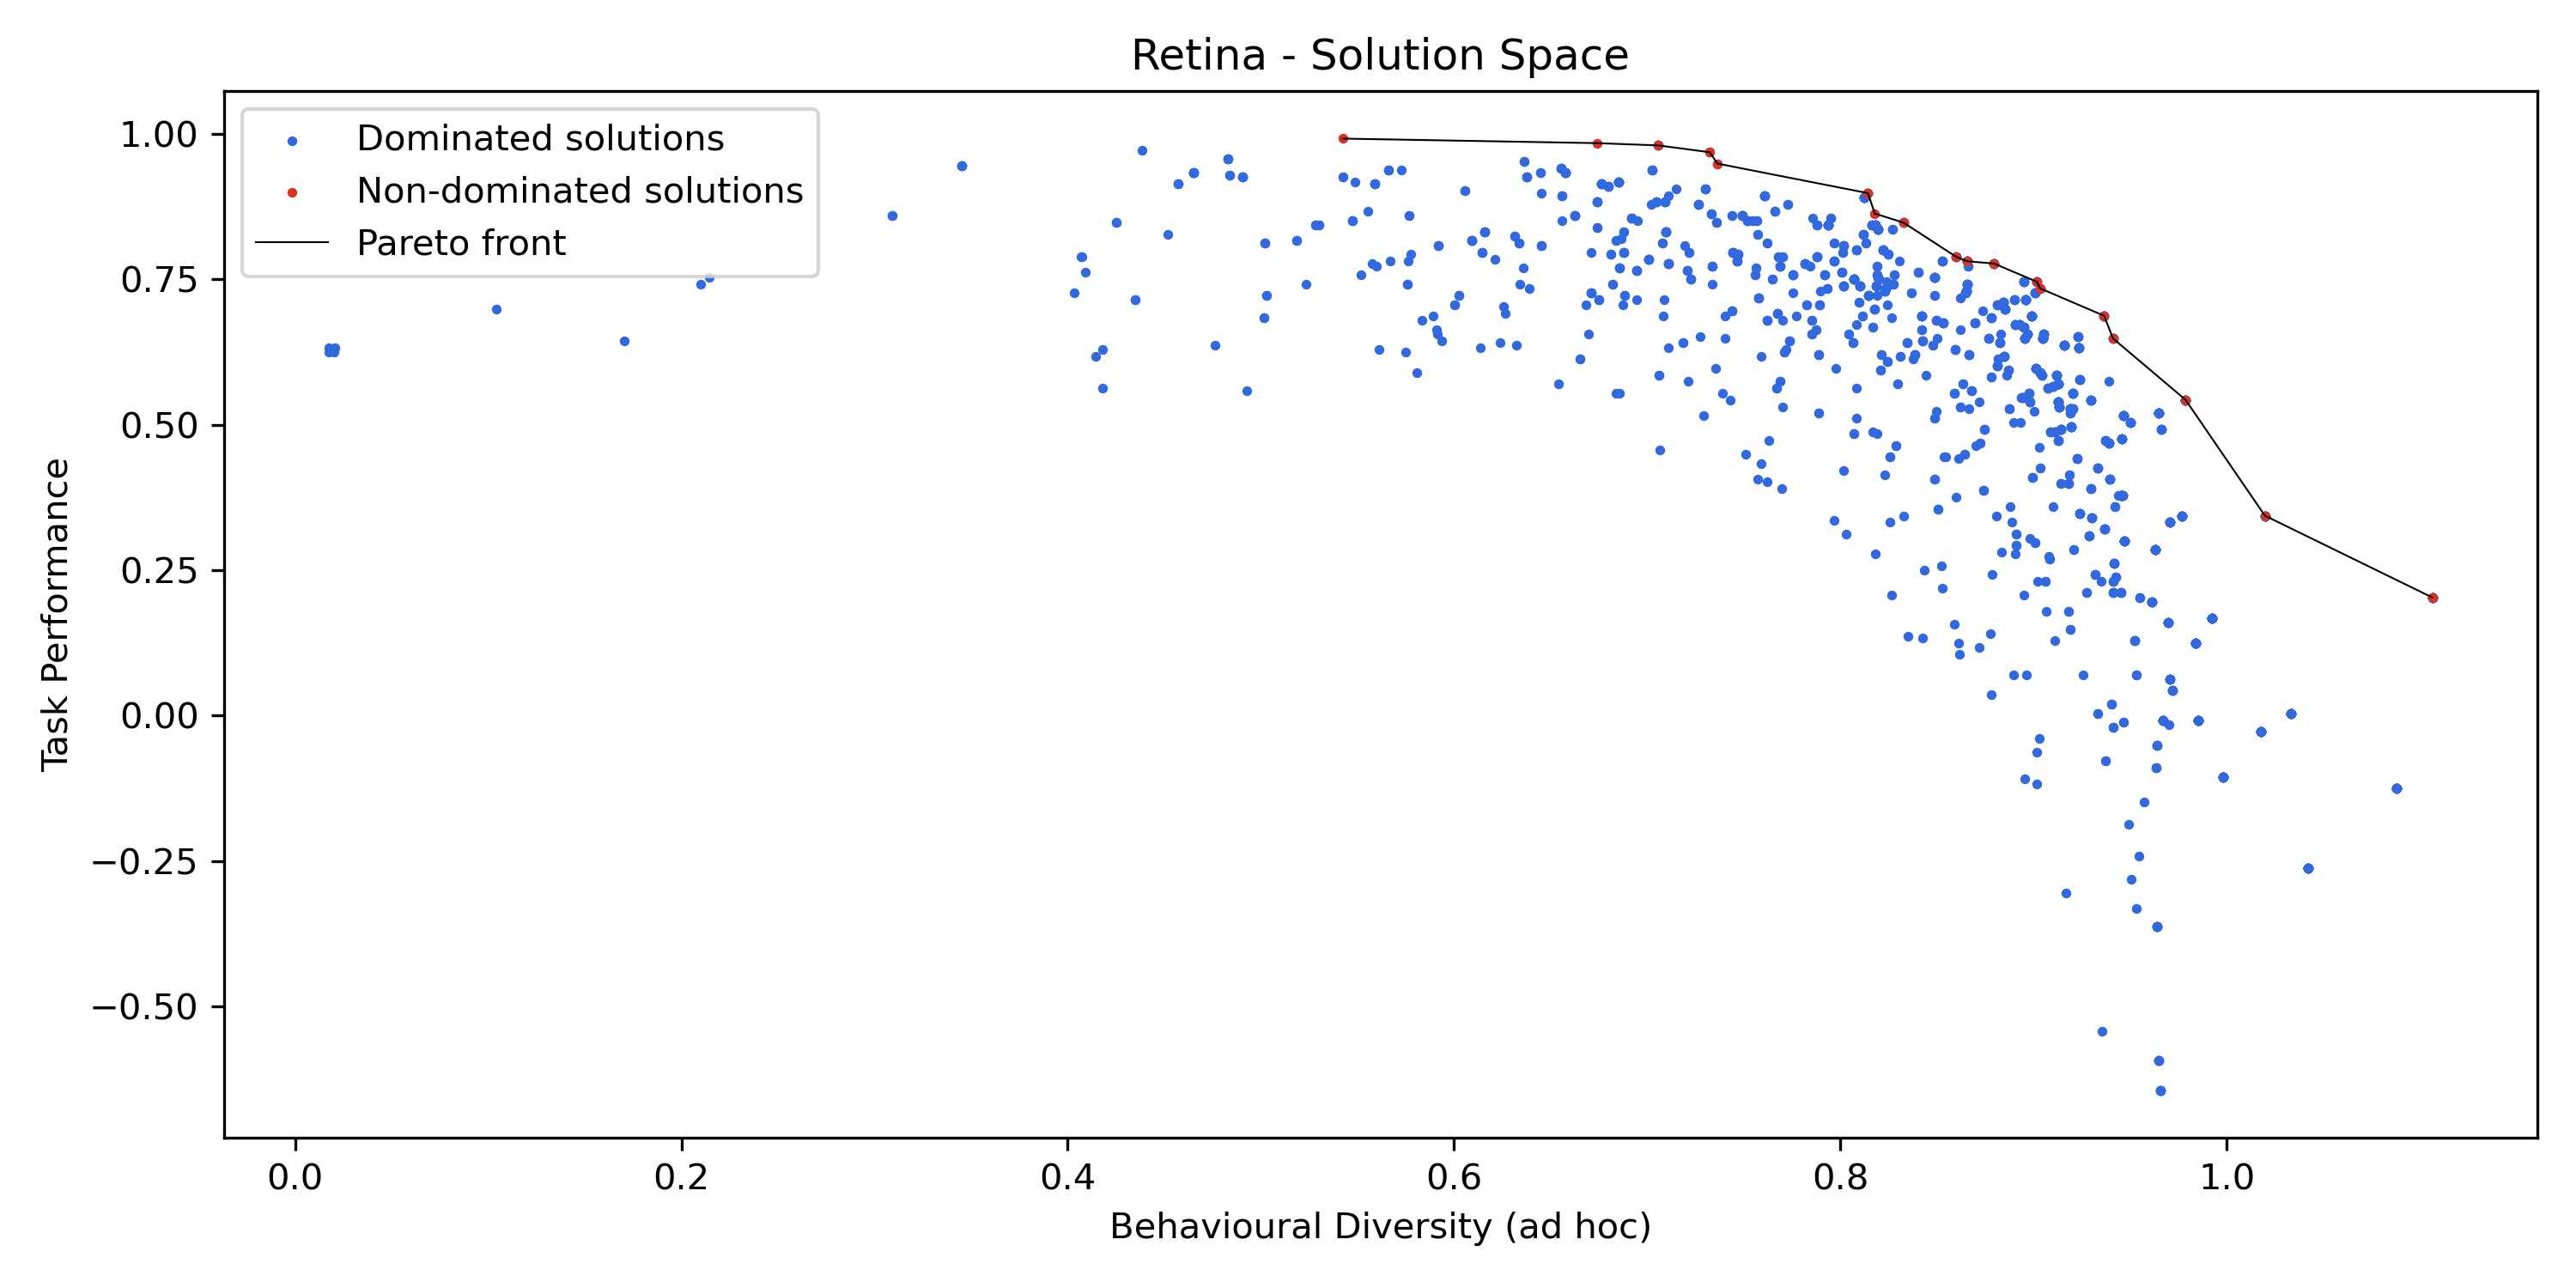 Retina - Solution Space
Dominated solutions
Non-dominated solutions
Pareto front
1.00
0.75
0.50
0.25
0.00
−0.25
−0.50
Task Performance
0.0 0.2 0.4 0.6 0.8 1.0
Behavioural Diversity (ad hoc)